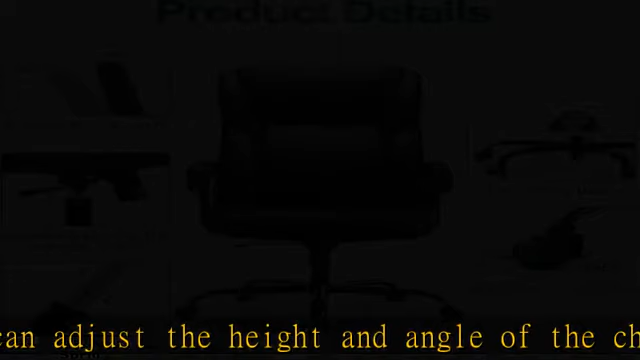 Product Details
can adjust the height and angle of the ch